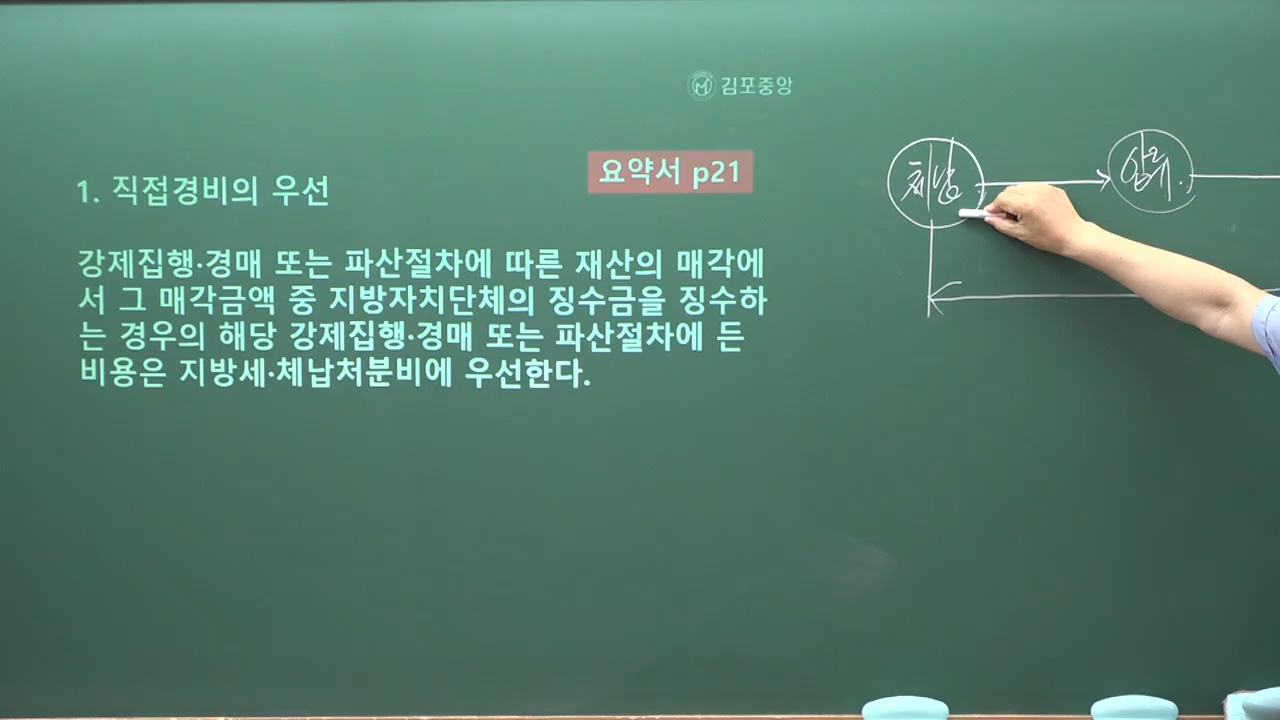 김포중앙
요약서 p21
1. 직접경비의 우선
강제집행·경매 또는 파산절차에 따른 재산의 매각에
서 그 매각금액 중 지방자치단체의 징수금을 징수하
는 경우의 해당 강제집행·경매 또는 파산절차에 든
비용은 지방세·체납처분비에 우선한다.
체납
압류